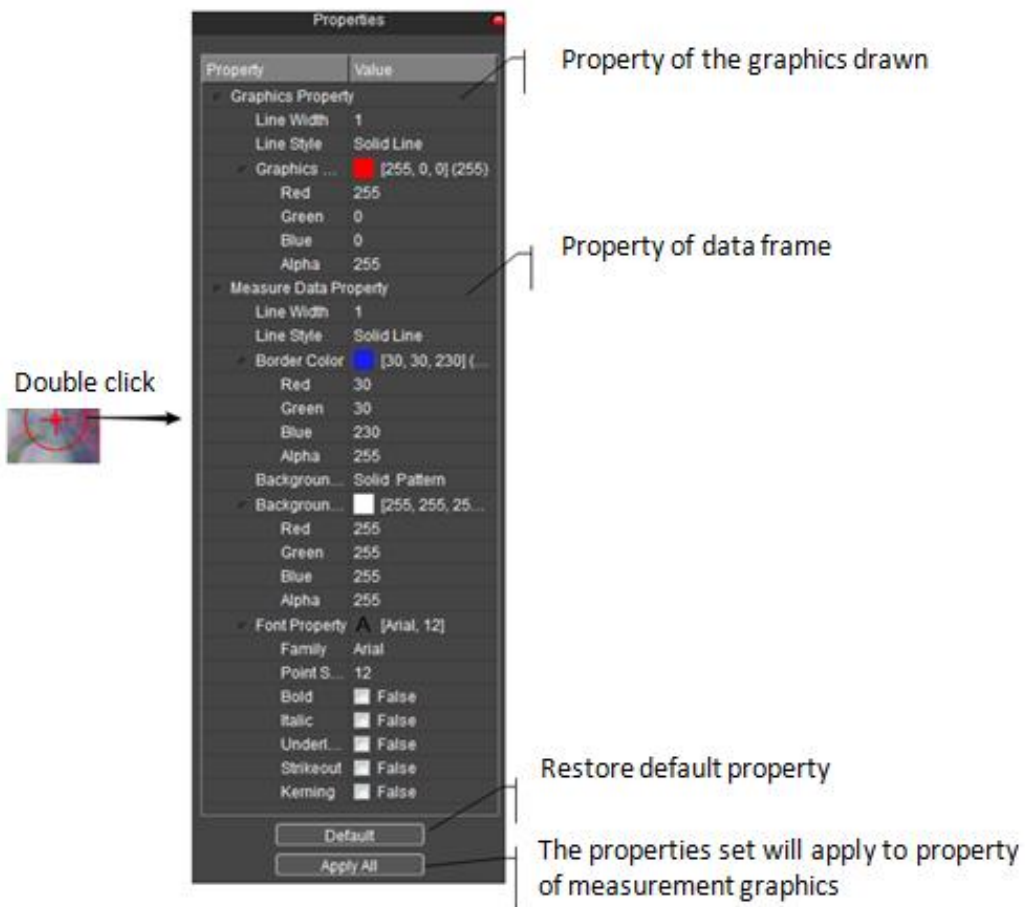 Properties
Property Value
Graphics Property
Line Width 1
Line Style Solid Line
Graphics ... [255, 0, 0] (255)
Red 255
Green 0
Blue 0
Alpha 255
Measure Data Property
Line Width 1
Line Style Solid Line
Border Color [30, 30, 230] (...
Red 30
Green 30
Blue 230
Alpha 255
Backgroun... Solid Pattern
Backgroun... [255, 255, 25...
Red 255
Green 255
Blue 255
Alpha 255
Font Property A [Arial, 12]
Family Arial
Point S... 12
Bold False
Italic False
Underl... False
Strikeout False
Kerning False
Default
Apply All
Double click
Property of the graphics drawn
Property of data frame
Restore default property
The properties set will apply to property
of measurement graphics